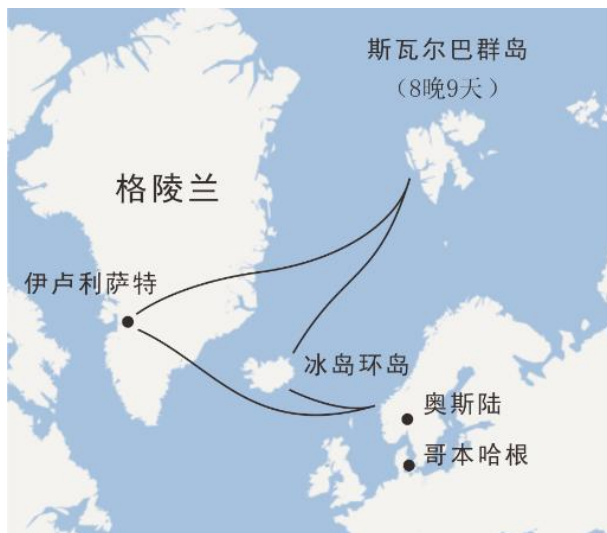 斯瓦尔巴群岛
（8晚9天）
格陵兰
伊卢利萨特
冰岛环岛
奥斯陆
哥本哈根